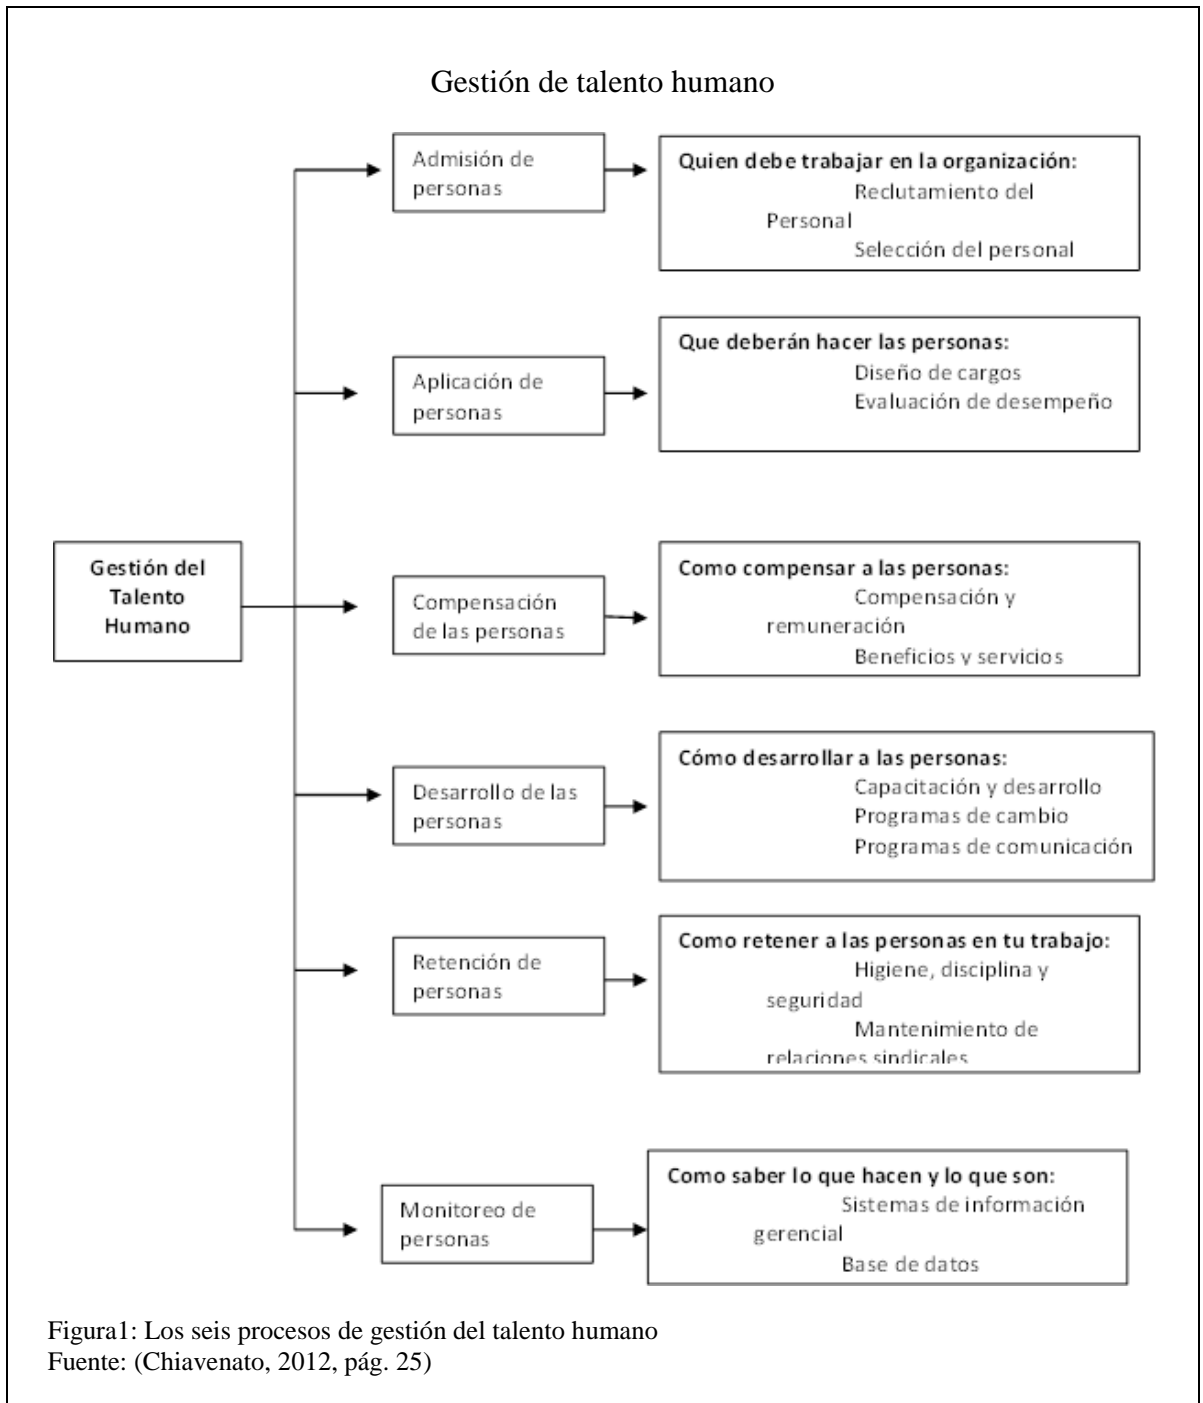 Gestión de talento humano
Admisión de
personas
Quien debe trabajar en la organización:
Reclutamiento del
Personal
Selección del personal
Aplicación de
personas
Que deberán hacer las personas:
Diseño de cargos
Evaluación de desempeño
Gestión del
Talento
Humano
Compensación
de las personas
Como compensar a las personas:
Compensación y
remuneración
Beneficios y servicios
Desarrollo de las
personas
Cómo desarrollar a las personas:
Capacitación y desarrollo
Programas de cambio
Programas de comunicación
Retención de
personas
Como retener a las personas en tu trabajo:
Higiene, disciplina y
seguridad
Mantenimiento de
relaciones sindicales
Monitoreo de
personas
Como saber lo que hacen y lo que son:
Sistemas de información
gerencial
Base de datos
Figura1: Los seis procesos de gestión del talento humano
Fuente: (Chiavenato, 2012, pág. 25)